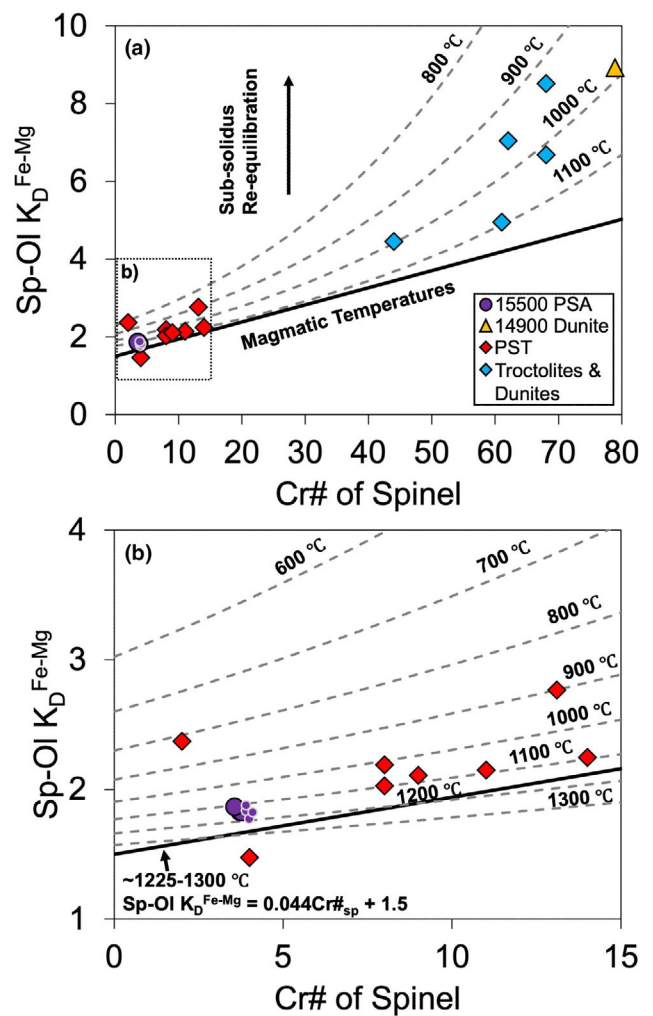 (a)
10
8
6
4
2
0
Sp-Ol K_D^Fe-Mg
Sub-solidus
Re-equilibration
800 °C
900 °C
1000 °C
1100 °C
b)
Magmatic Temperatures
15500 PSA
14900 Dunite
PST
Troctolites &
Dunites
0 10 20 30 40 50 60 70 80
Cr# of Spinel
(b)
4
3
2
1
Sp-Ol K_D^Fe-Mg
600 °C
700 °C
800 °C
900 °C
1000 °C
1100 °C
1200 °C
1300 °C
~1225-1300 °C
Sp-Ol K_D^Fe-Mg = 0.044Cr#_sp + 1.5
0 5 10 15
Cr# of Spinel